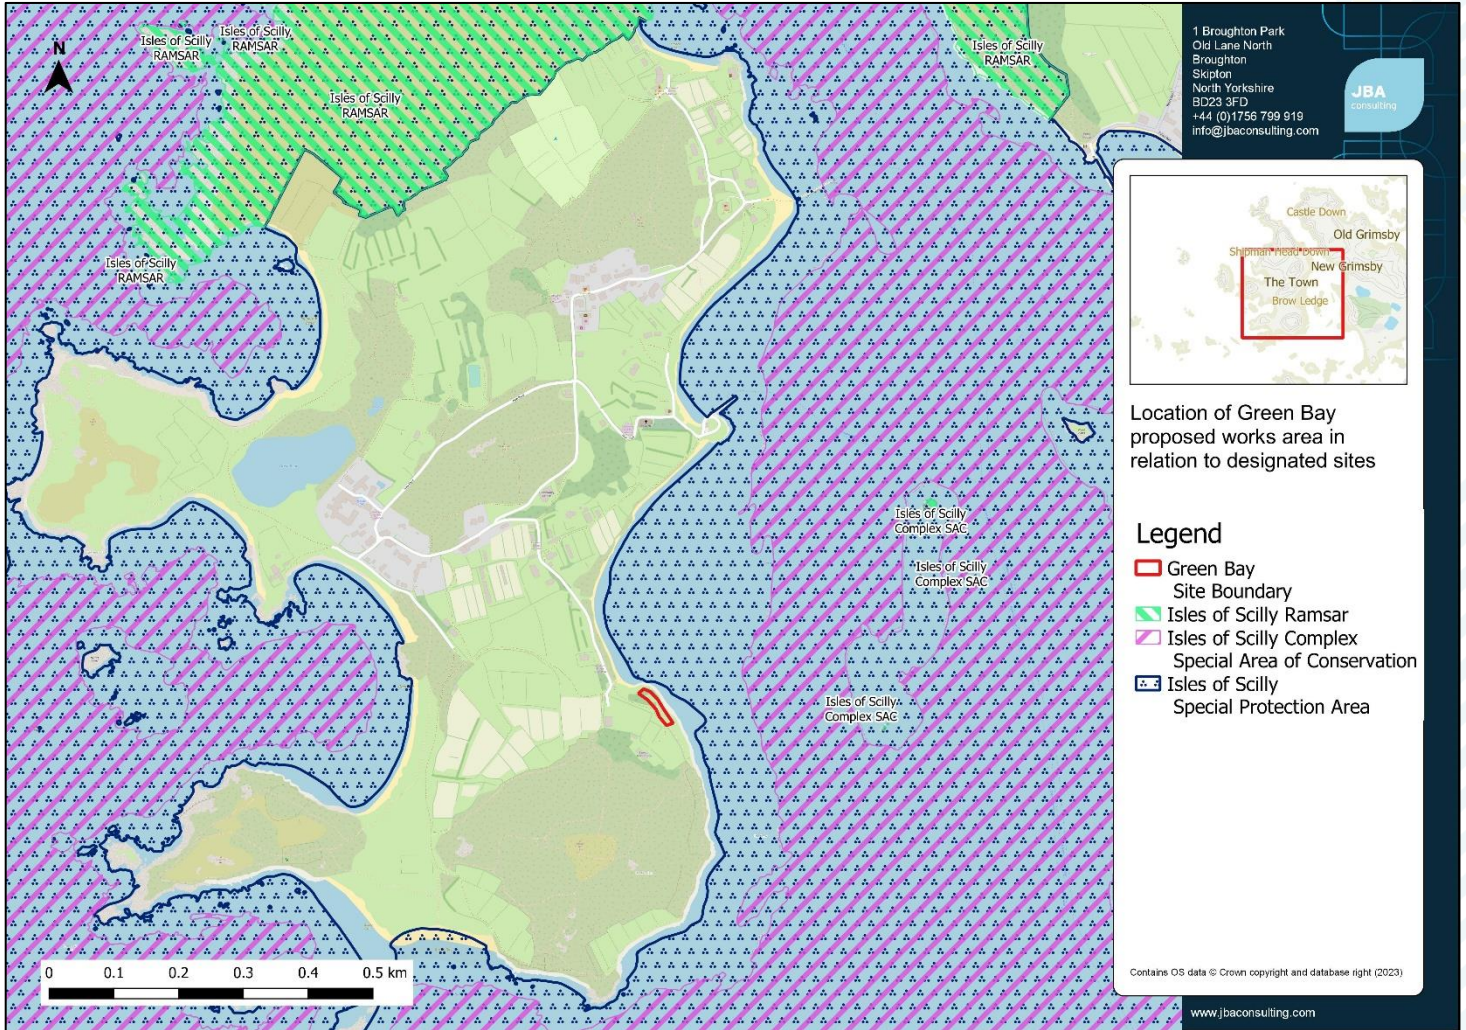 N
Isles of Scilly
RAMSAR
Isles of Scilly
RAMSAR
Isles of Scilly
RAMSAR
Isles of Scilly
RAMSAR
Isles of Scilly
RAMSAR
Isles of Scilly
Complex SAC
Isles of Scilly
Complex SAC
Isles of Scilly
Complex SAC
0 0.1 0.2 0.3 0.4 0.5 km
1 Broughton Park
Old Lane North
Broughton
Skipton
North Yorkshire
BD23 3FD
+44 (0)1756 799 919
info@jbaconsulting.com
JBA
consulting
Castle Down
Old Grimsby
Shipman Head Down
New Grimsby
The Town
Brow Ledge
Location of Green Bay
proposed works area in
relation to designated sites
Legend
Green Bay
Site Boundary
Isles of Scilly Ramsar
Isles of Scilly Complex
Special Area of Conservation
Isles of Scilly
Special Protection Area
Contains OS data © Crown copyright and database right (2023)
www.jbaconsulting.com